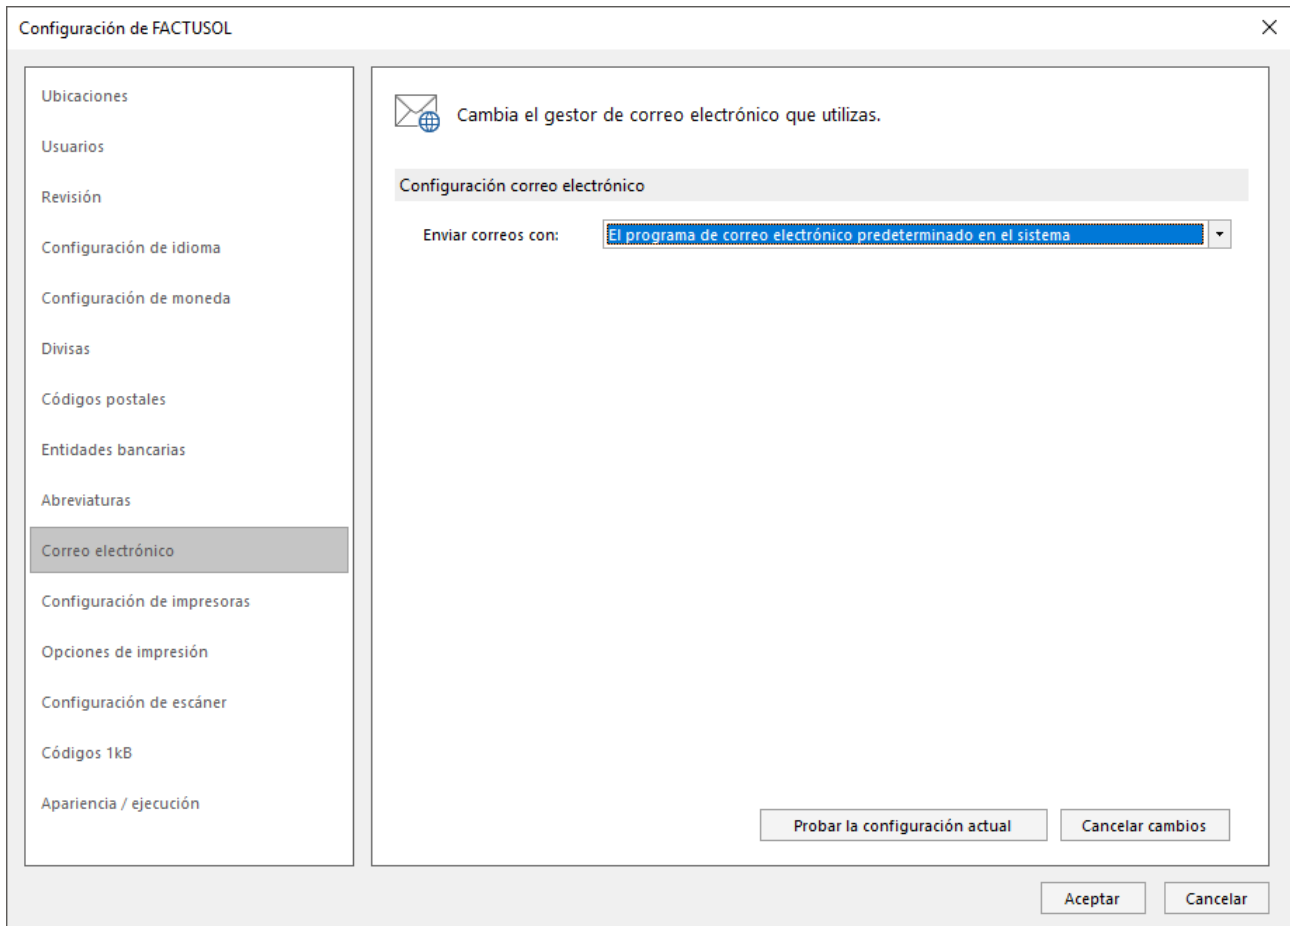 Configuración de FACTUSOL
Ubicaciones
Usuarios
Revisión
Configuración de idioma
Configuración de moneda
Divisas
Códigos postales
Entidades bancarias
Abreviaturas
Correo electrónico
Configuración de impresoras
Opciones de impresión
Configuración de escáner
Códigos 1kB
Apariencia / ejecución
Cambia el gestor de correo electrónico que utilizas.
Configuración correo electrónico
Enviar correos con: El programa de correo electrónico predeterminado en el sistema
Probar la configuración actual Cancelar cambios
Aceptar Cancelar